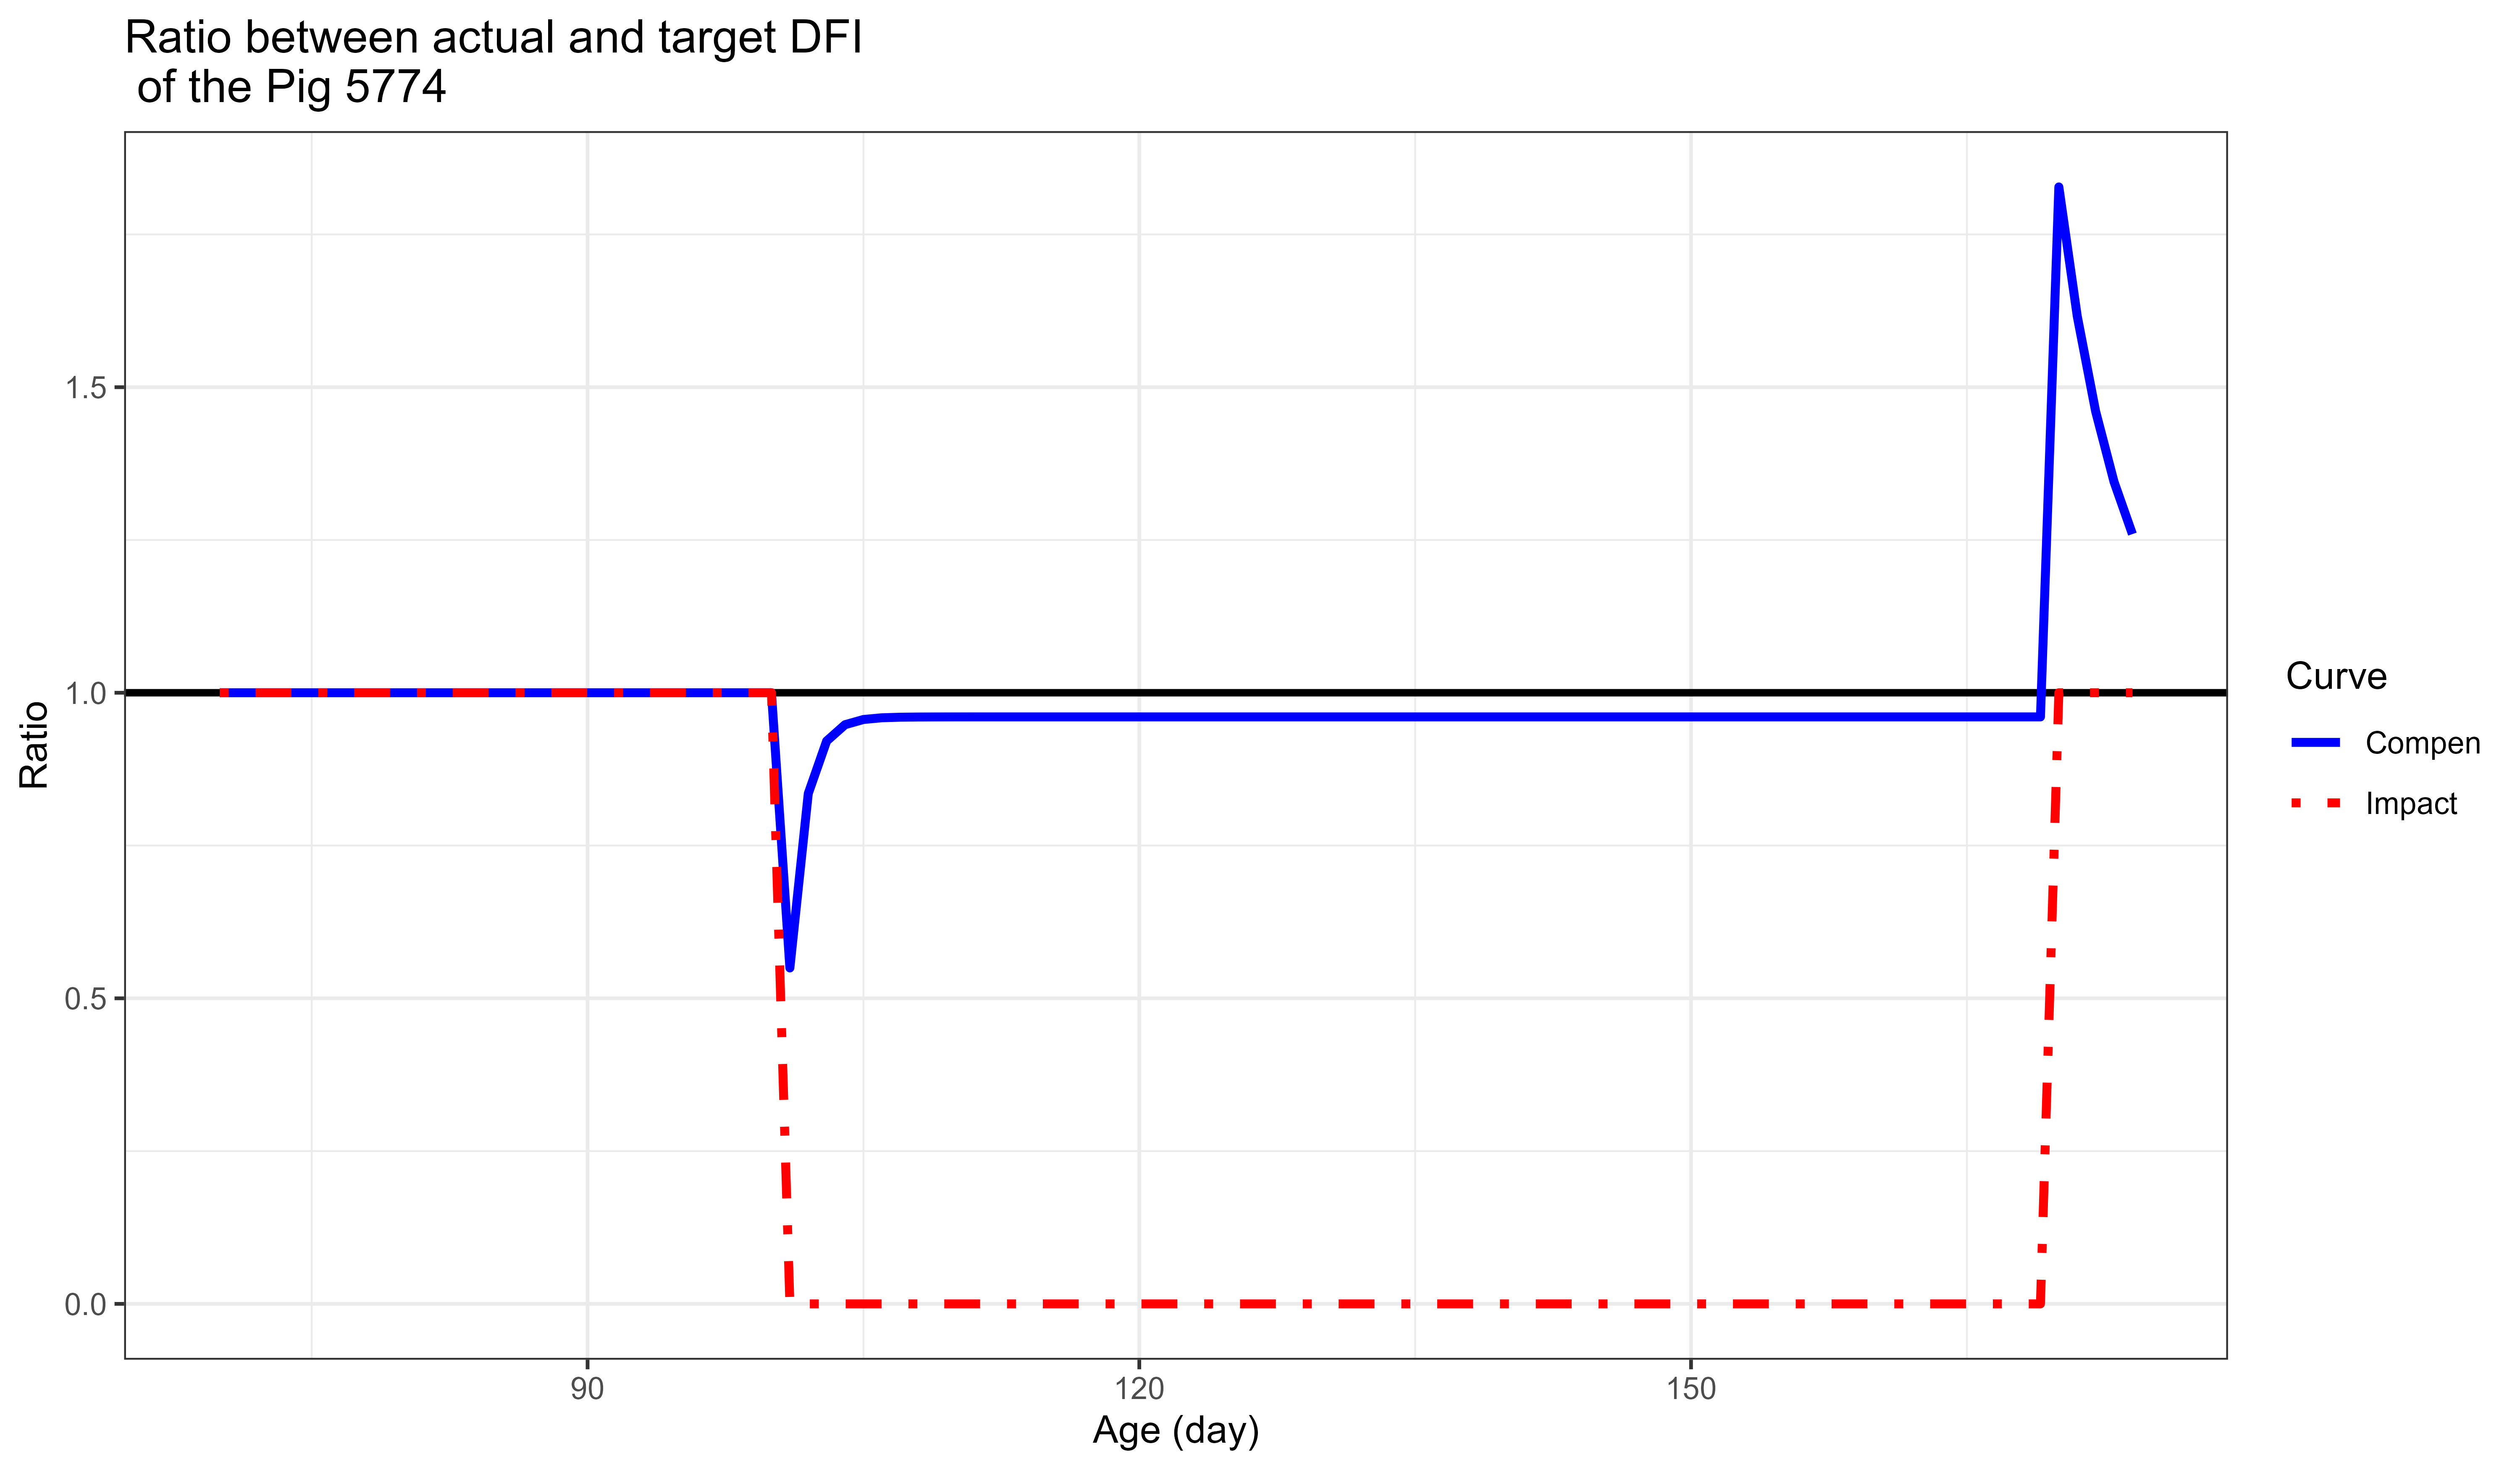 Ratio between actual and target DFI
of the Pig 5774
Ratio
1.5
1.0
0.5
0.0
90
120
150
Age (day)
Curve
Compen
Impact